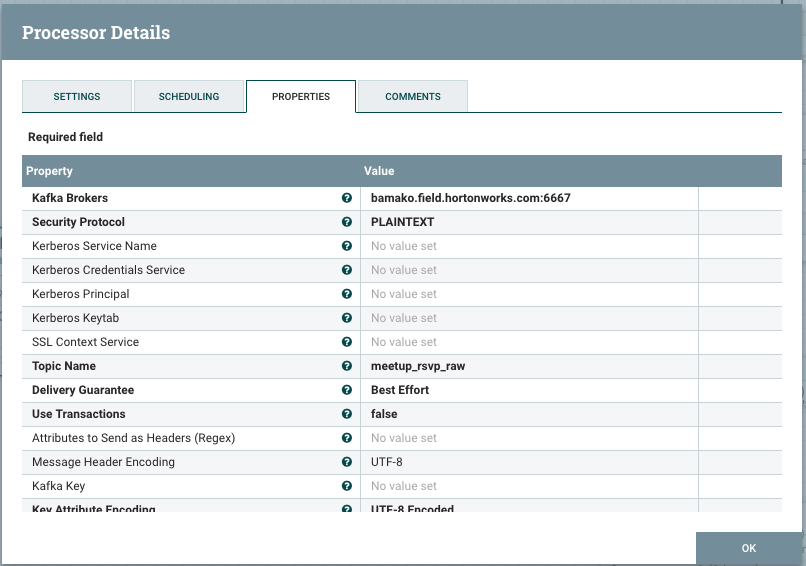 Processor Details
SETTINGS SCHEDULING PROPERTIES COMMENTS
Required field
Property Value
Kafka Brokers bamako.field.hortonworks.com:6667
Security Protocol PLAINTEXT
Kerberos Service Name No value set
Kerberos Credentials Service No value set
Kerberos Principal No value set
Kerberos Keytab No value set
SSL Context Service No value set
Topic Name meetup_rsvp_raw
Delivery Guarantee Best Effort
Use Transactions false
Attributes to Send as Headers (Regex) No value set
Message Header Encoding UTF-8
Kafka Key No value set
Key Attribute Encoding UTF-8 Encoded
OK